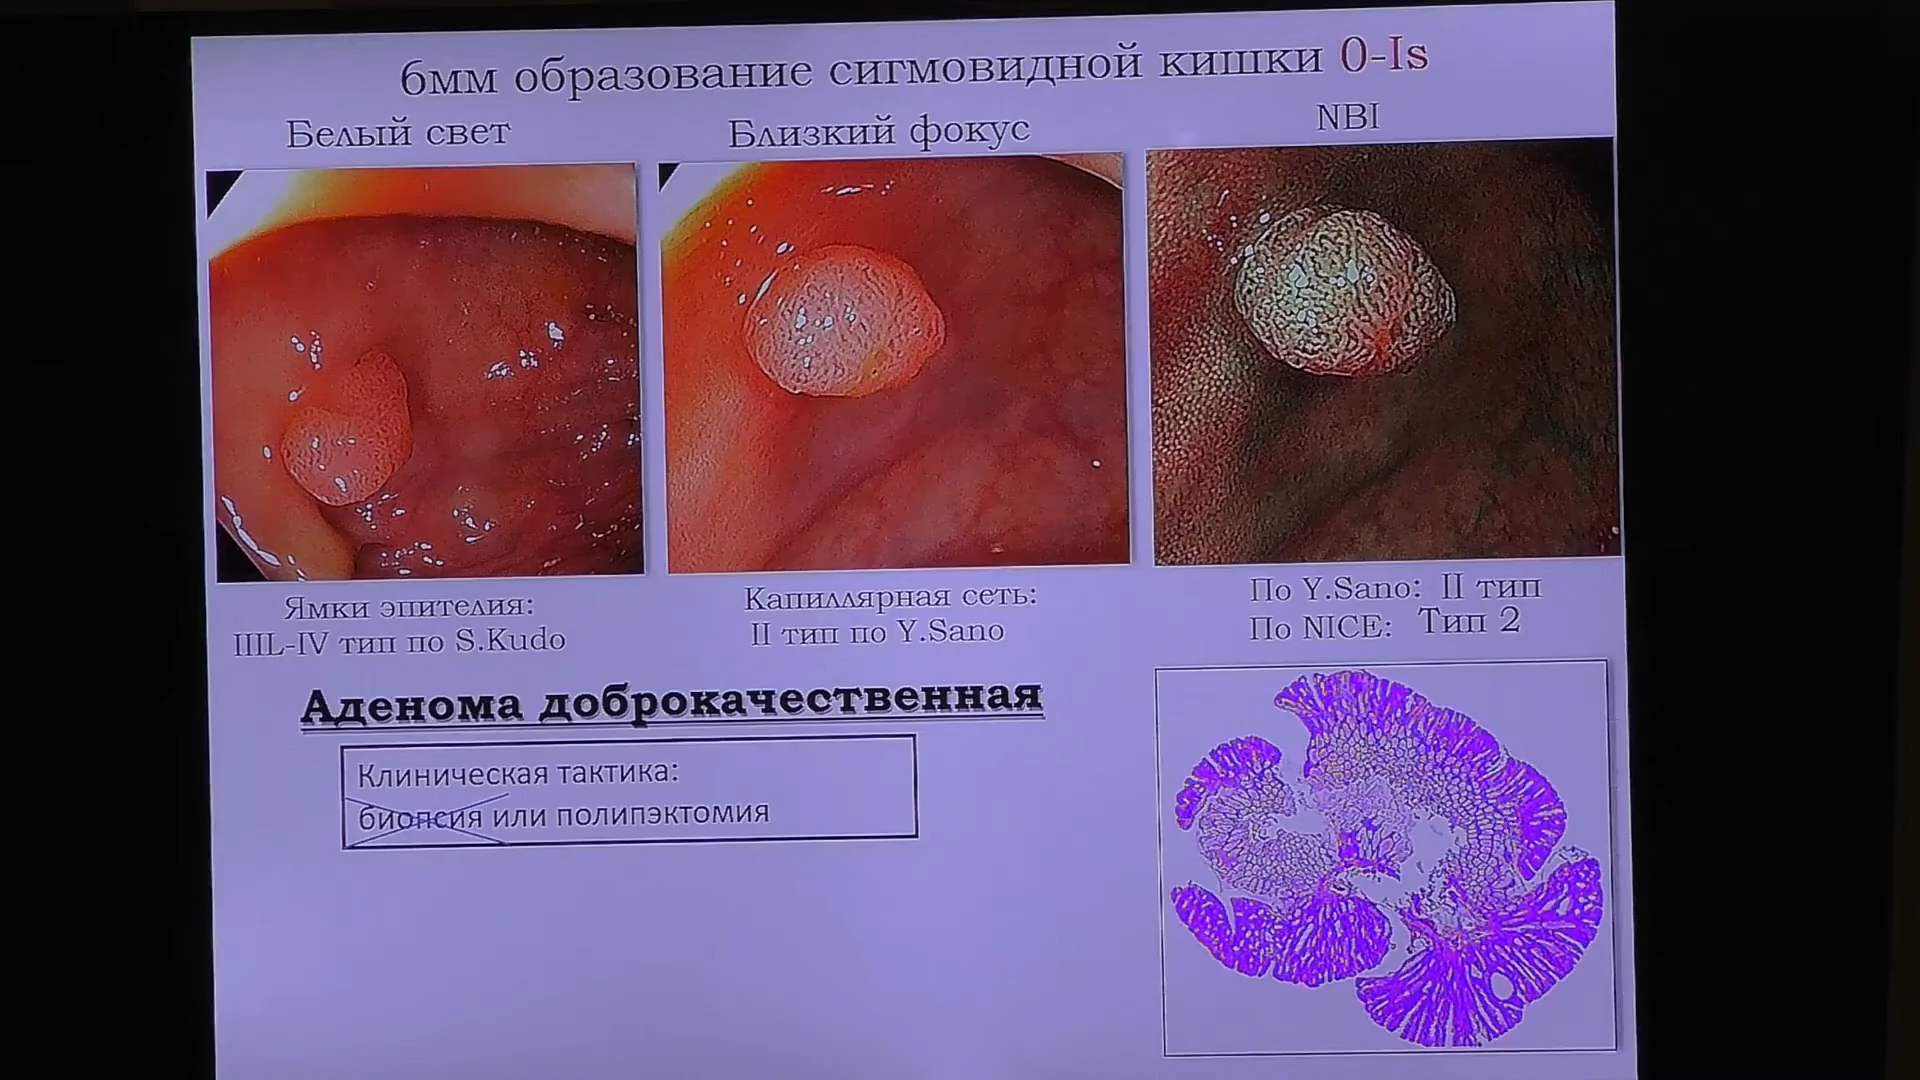 6мм образование сигмовидной кишки 0-Is
Белый свет
Близкий фокус
NBI
Ямки эпителия:
IIIL-IV тип по S.Kudo
Капиллярная сеть:
II тип по Y.Sano
По Y.Sano: II тип
По NICE: Тип 2
Аденома доброкачественная
Клиническая тактика:
биопсия или полипэктомия